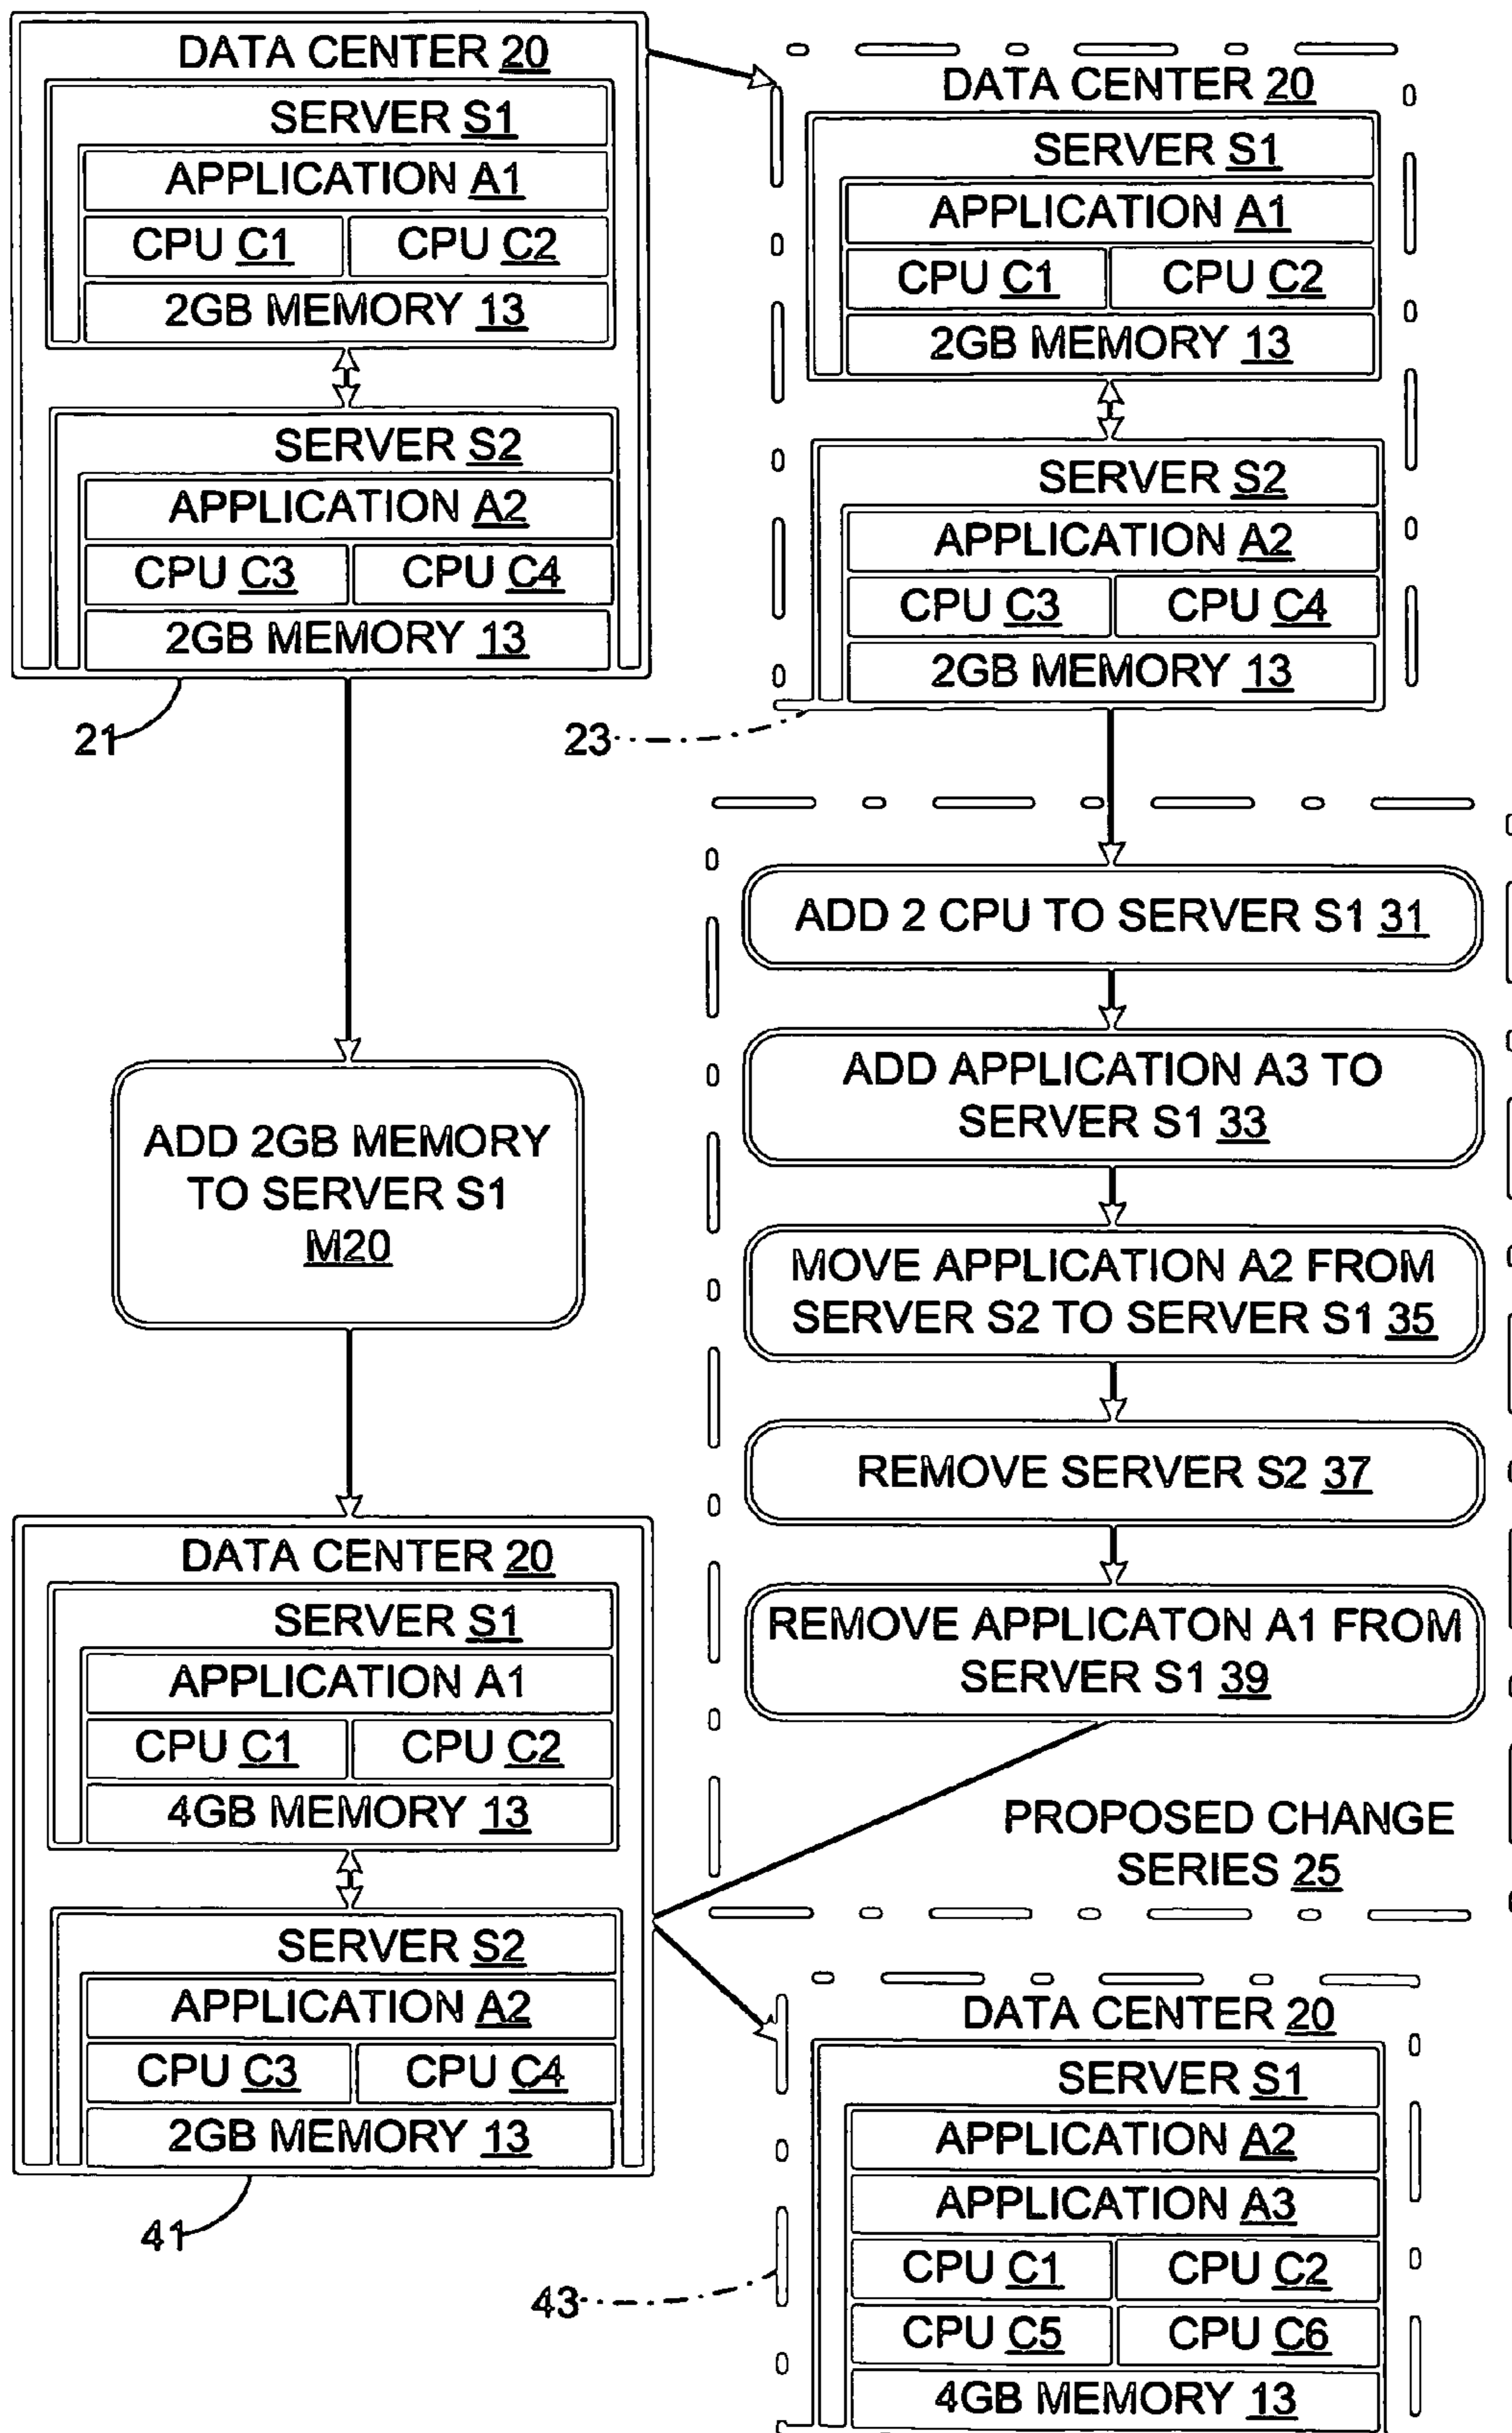 DATA CENTER 20
SERVER S1
APPLICATION A1
CPU C1
CPU C2
2GB MEMORY 13
SERVER S2
APPLICATION A2
CPU C3
CPU C4
2GB MEMORY 13
21
ADD 2GB MEMORY
TO SERVER S1
M20
DATA CENTER 20
SERVER S1
APPLICATION A1
CPU C1
CPU C2
4GB MEMORY 13
SERVER S2
APPLICATION A2
CPU C3
CPU C4
2GB MEMORY 13
41
DATA CENTER 20
SERVER S1
APPLICATION A1
CPU C1
CPU C2
2GB MEMORY 13
SERVER S2
APPLICATION A2
CPU C3
CPU C4
2GB MEMORY 13
23
ADD 2 CPU TO SERVER S1 31
ADD APPLICATION A3 TO
SERVER S1 33
MOVE APPLICATION A2 FROM
SERVER S2 TO SERVER S1 35
REMOVE SERVER S2 37
REMOVE APPLICATON A1 FROM
SERVER S1 39
PROPOSED CHANGE
SERIES 25
DATA CENTER 20
SERVER S1
APPLICATION A2
APPLICATION A3
CPU C1
CPU C2
CPU C5
CPU C6
4GB MEMORY 13
43